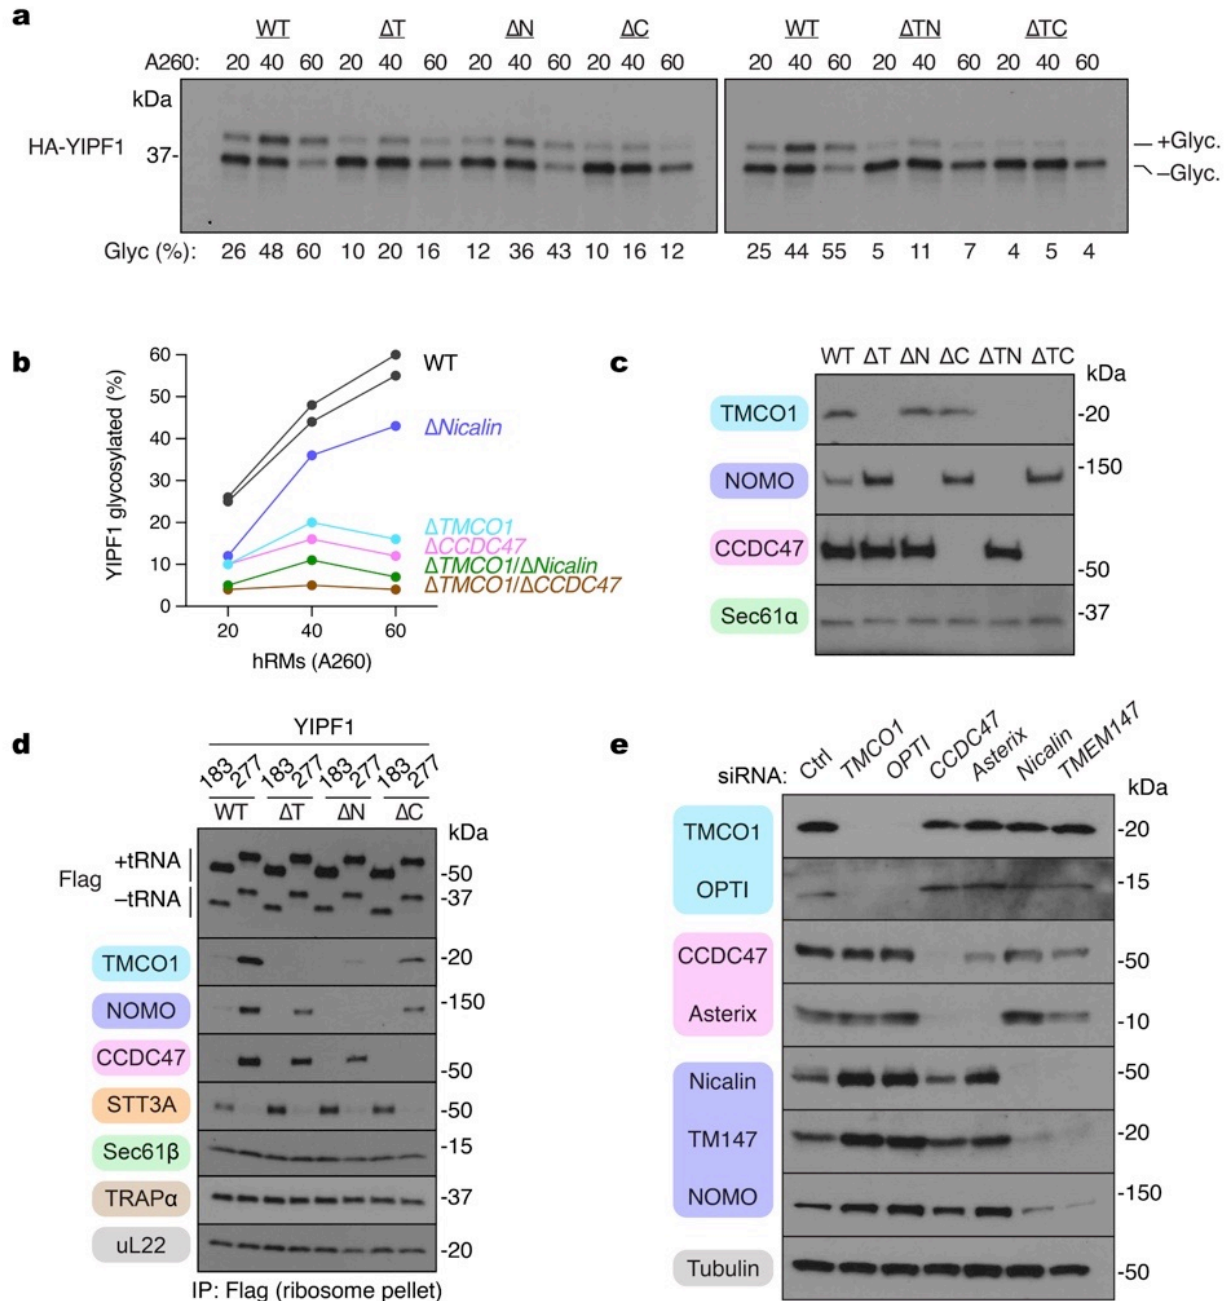 a
WT ΔT ΔN ΔC WT ΔTN ΔTC
A260: 20 40 60 20 40 60 20 40 60 20 40 60 20 40 60 20 40 60 20 40 60
kDa
HA-YIPF1 37-
+Glyc.
–Glyc.
Glyc (%): 26 48 60 10 20 16 12 36 43 10 16 12 25 44 55 5 11 7 4 5 4
b
YIPF1 glycosylated (%)
60
50
40
30
20
10
0
20 40 60
hRMs (A260)
WT
ΔNicalin
ΔTMCO1
ΔCCDC47
ΔTMCO1/ΔNicalin
ΔTMCO1/ΔCCDC47
c
WT ΔT ΔN ΔC ΔTN ΔTC
kDa
TMCO1 -20
NOMO -150
CCDC47 -50
Sec61α -37
d
YIPF1
183 277 183 277 183 277 183 277
WT ΔT ΔN ΔC
kDa
Flag
+tRNA -50
–tRNA -37
TMCO1 -20
NOMO -150
CCDC47 -50
STT3A -50
Sec61β -15
TRAPα -37
uL22 -20
IP: Flag (ribosome pellet)
e
siRNA: Ctrl TMCO1 OPTI CCDC47 Asterix Nicalin TMEM147
kDa
TMCO1 -20
OPTI -15
CCDC47 -50
Asterix -10
Nicalin -50
TM147 -20
NOMO -150
Tubulin -50